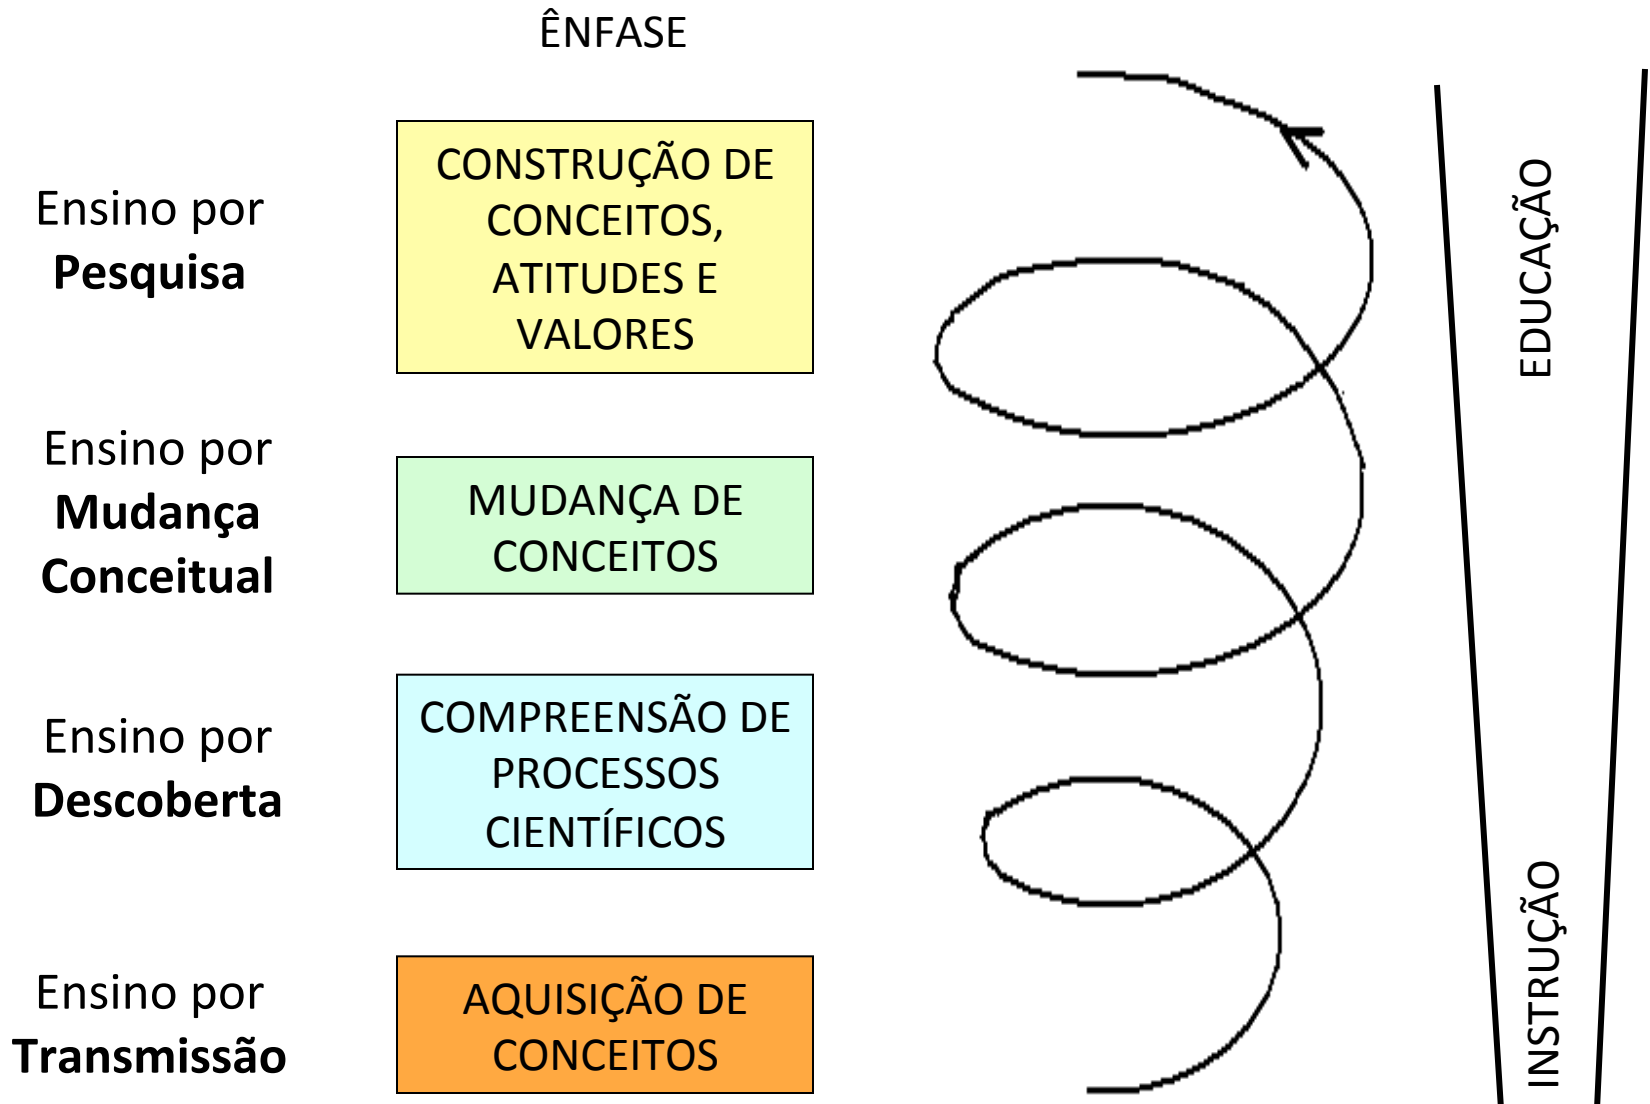 ÊNFASE
Ensino por
Pesquisa
CONSTRUÇÃO DE
CONCEITOS,
ATITUDES E
VALORES
Ensino por
Mudança
Conceitual
MUDANÇA DE
CONCEITOS
Ensino por
Descoberta
COMPREENSÃO DE
PROCESSOS
CIENTÍFICOS
Ensino por
Transmissão
AQUISIÇÃO DE
CONCEITOS
EDUCAÇÃO
INSTRUÇÃO